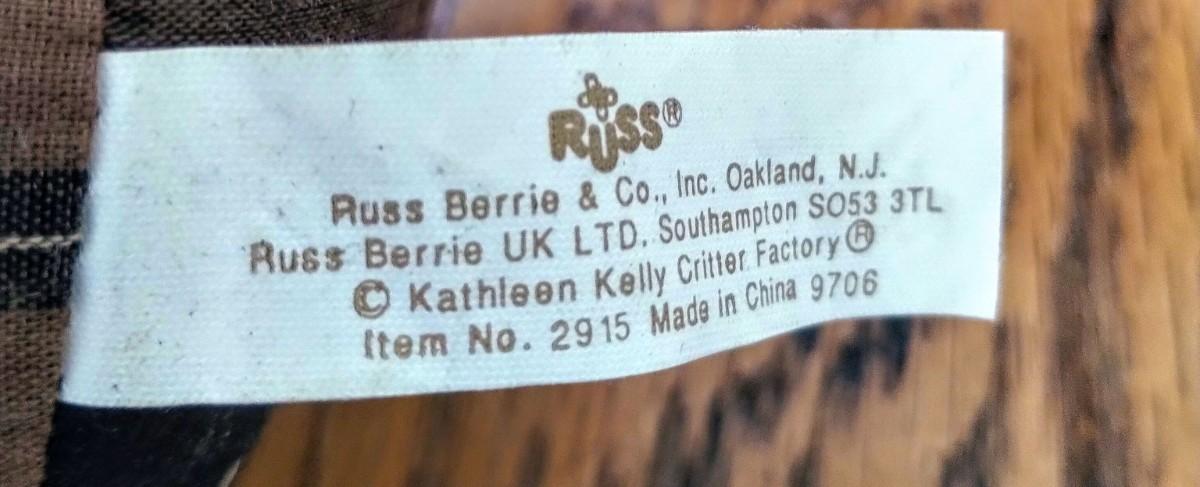 RUSS®
Russ Berrie & Co., Inc. Oakland, N.J.
Russ Berrie UK LTD. Southampton SO53 3TL
© Kathleen Kelly Critter Factory®
Item No. 2915 Made in China 9706